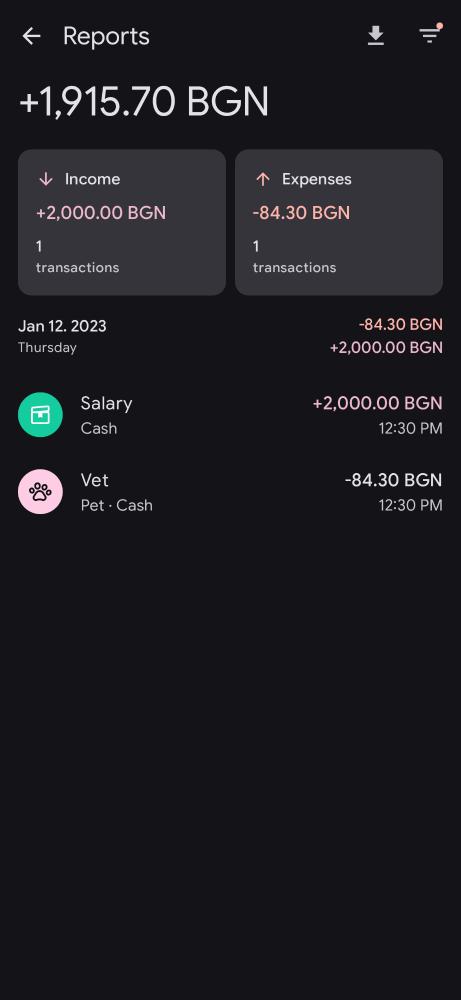 Reports
+1,915.70 BGN
Income
+2,000.00 BGN
1
transactions
Expenses
-84.30 BGN
1
transactions
Jan 12. 2023
Thursday
-84.30 BGN
+2,000.00 BGN
Salary
Cash
+2,000.00 BGN
12:30 PM
Vet
Pet · Cash
-84.30 BGN
12:30 PM